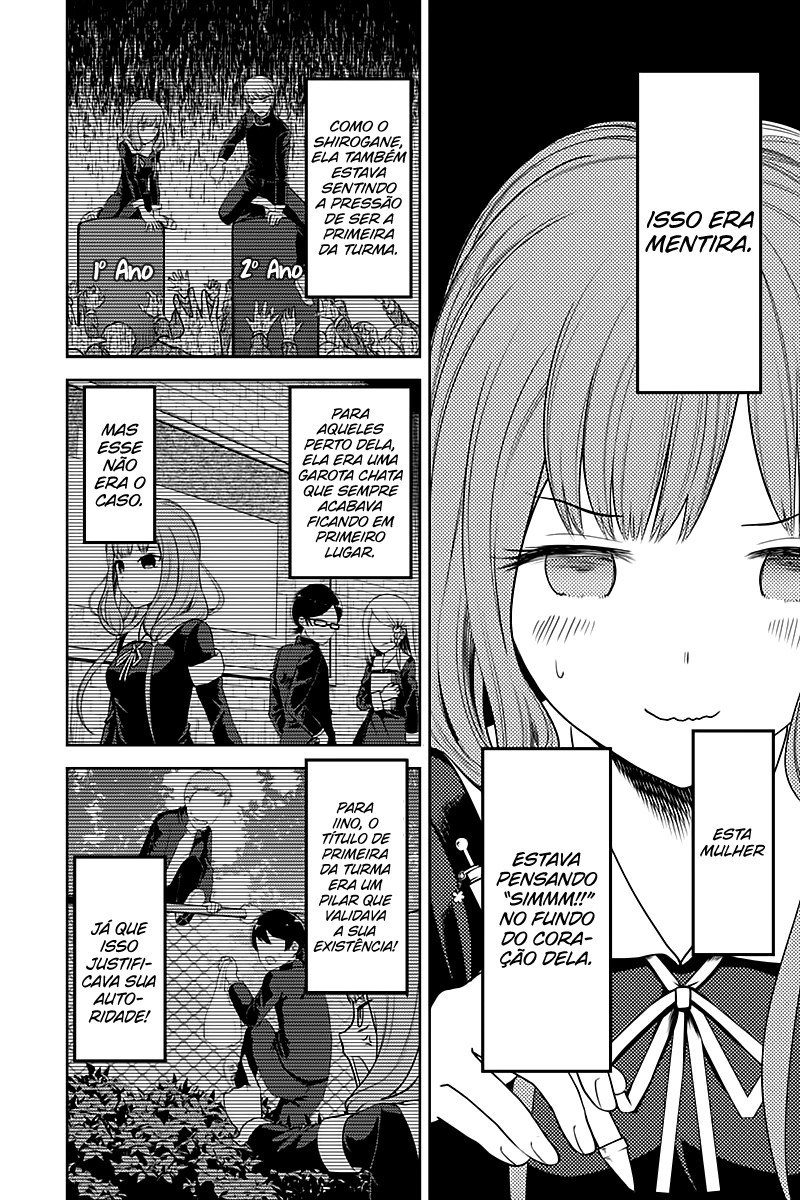 ISSO ERA
MENTIRA.
ESTA
MULHER
ESTAVA
PENSANDO
"SIMMM!!"
NO FUNDO
DO CORA-
ÇÃO DELA.
COMO O
SHIROGANE,
ELA TAMBÉM
ESTAVA
SENTINDO
A PRESSÃO
DE SER A
PRIMEIRA
DA TURMA.
1º Ano
2º Ano
PARA
AQUELES
PERTO DELA,
ELA ERA UMA
GAROTA CHATA
QUE SEMPRE
ACABAVA
FICANDO EM
PRIMEIRO
LUGAR.
MAS
ESSE
NÃO
ERA O
CASO.
PARA
IINO, O
TÍTULO DE
PRIMEIRA
DA TURMA
ERA UM
PILAR QUE
VALIDAVA
A SUA
EXISTÊNCIA!
JÁ QUE
ISSO
JUSTIFI-
CAVA SUA
AUTO-
RIDADE!